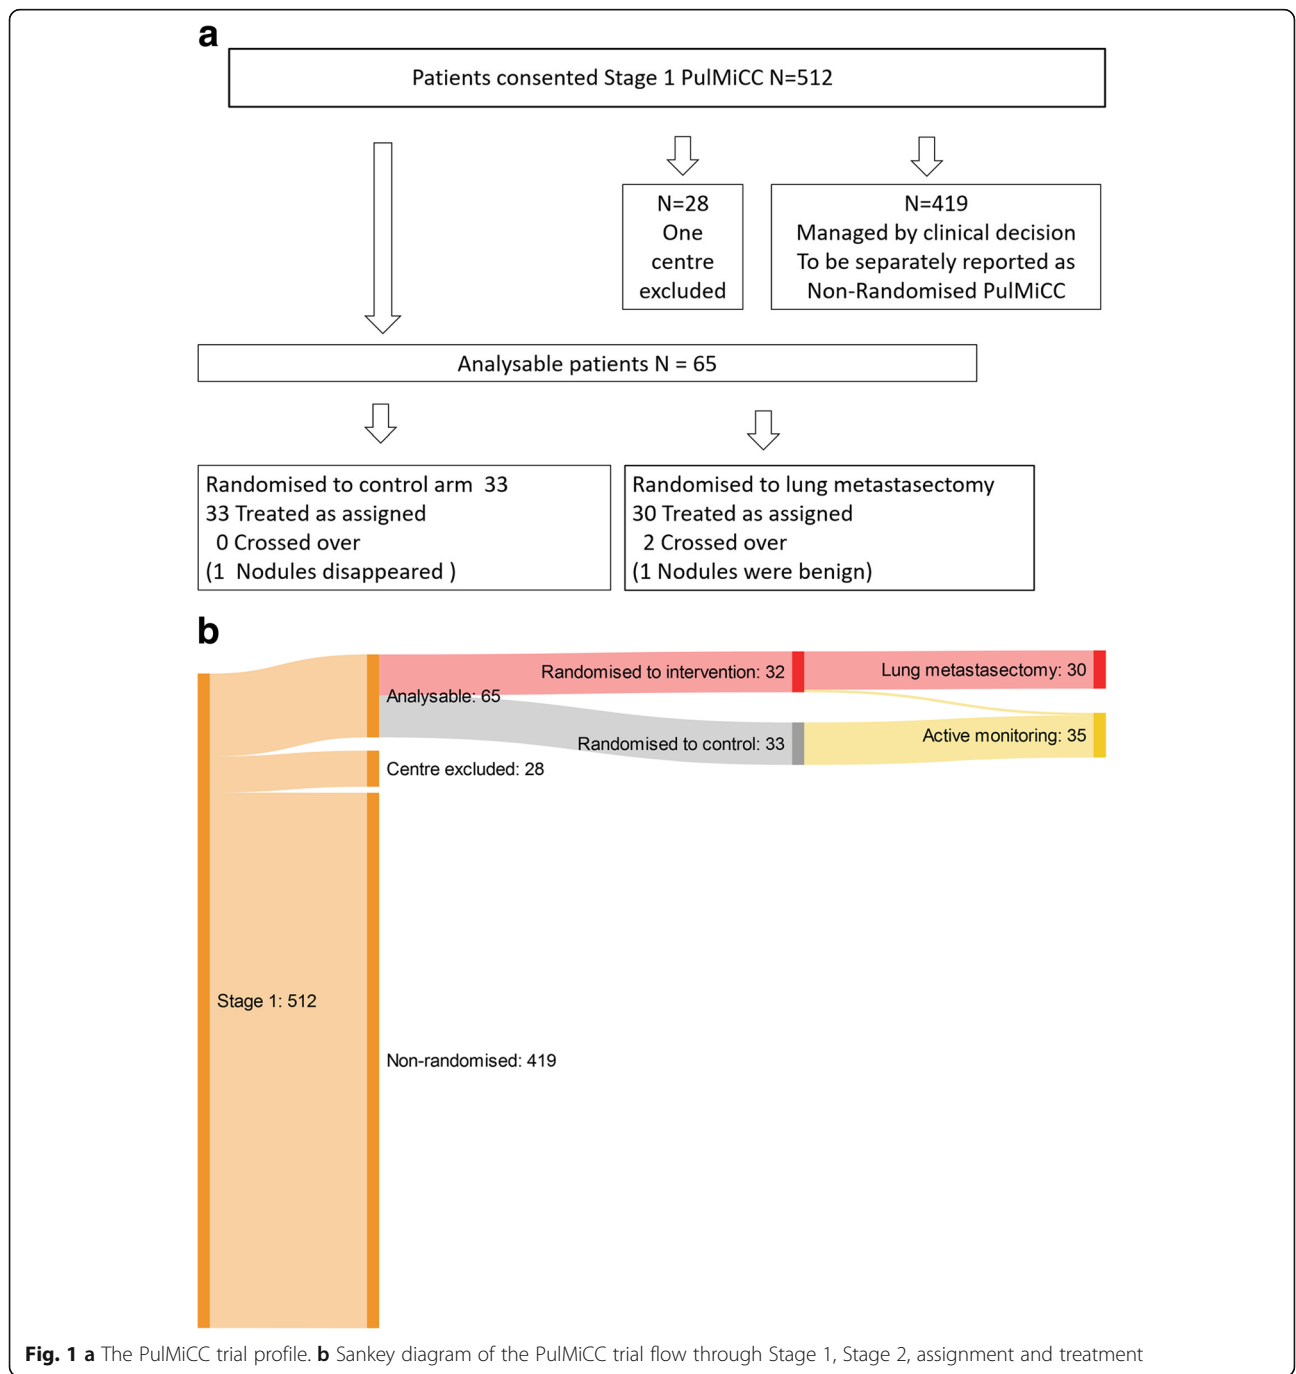 a
Patients consented Stage 1 PulMiCC N=512
N=28
One
centre
excluded
N=419
Managed by clinical decision
To be separately reported as
Non-Randomised PulMiCC
Analysable patients N = 65
Randomised to control arm 33
33 Treated as assigned
0 Crossed over
(1 Nodules disappeared )
Randomised to lung metastasectomy
30 Treated as assigned
2 Crossed over
(1 Nodules were benign)
b
Randomised to intervention: 32
Lung metastasectomy: 30
Analysable: 65
Randomised to control: 33
Active monitoring: 35
Centre excluded: 28
Stage 1: 512
Non-randomised: 419
Fig. 1 a The PulMiCC trial profile. b Sankey diagram of the PulMiCC trial flow through Stage 1, Stage 2, assignment and treatment